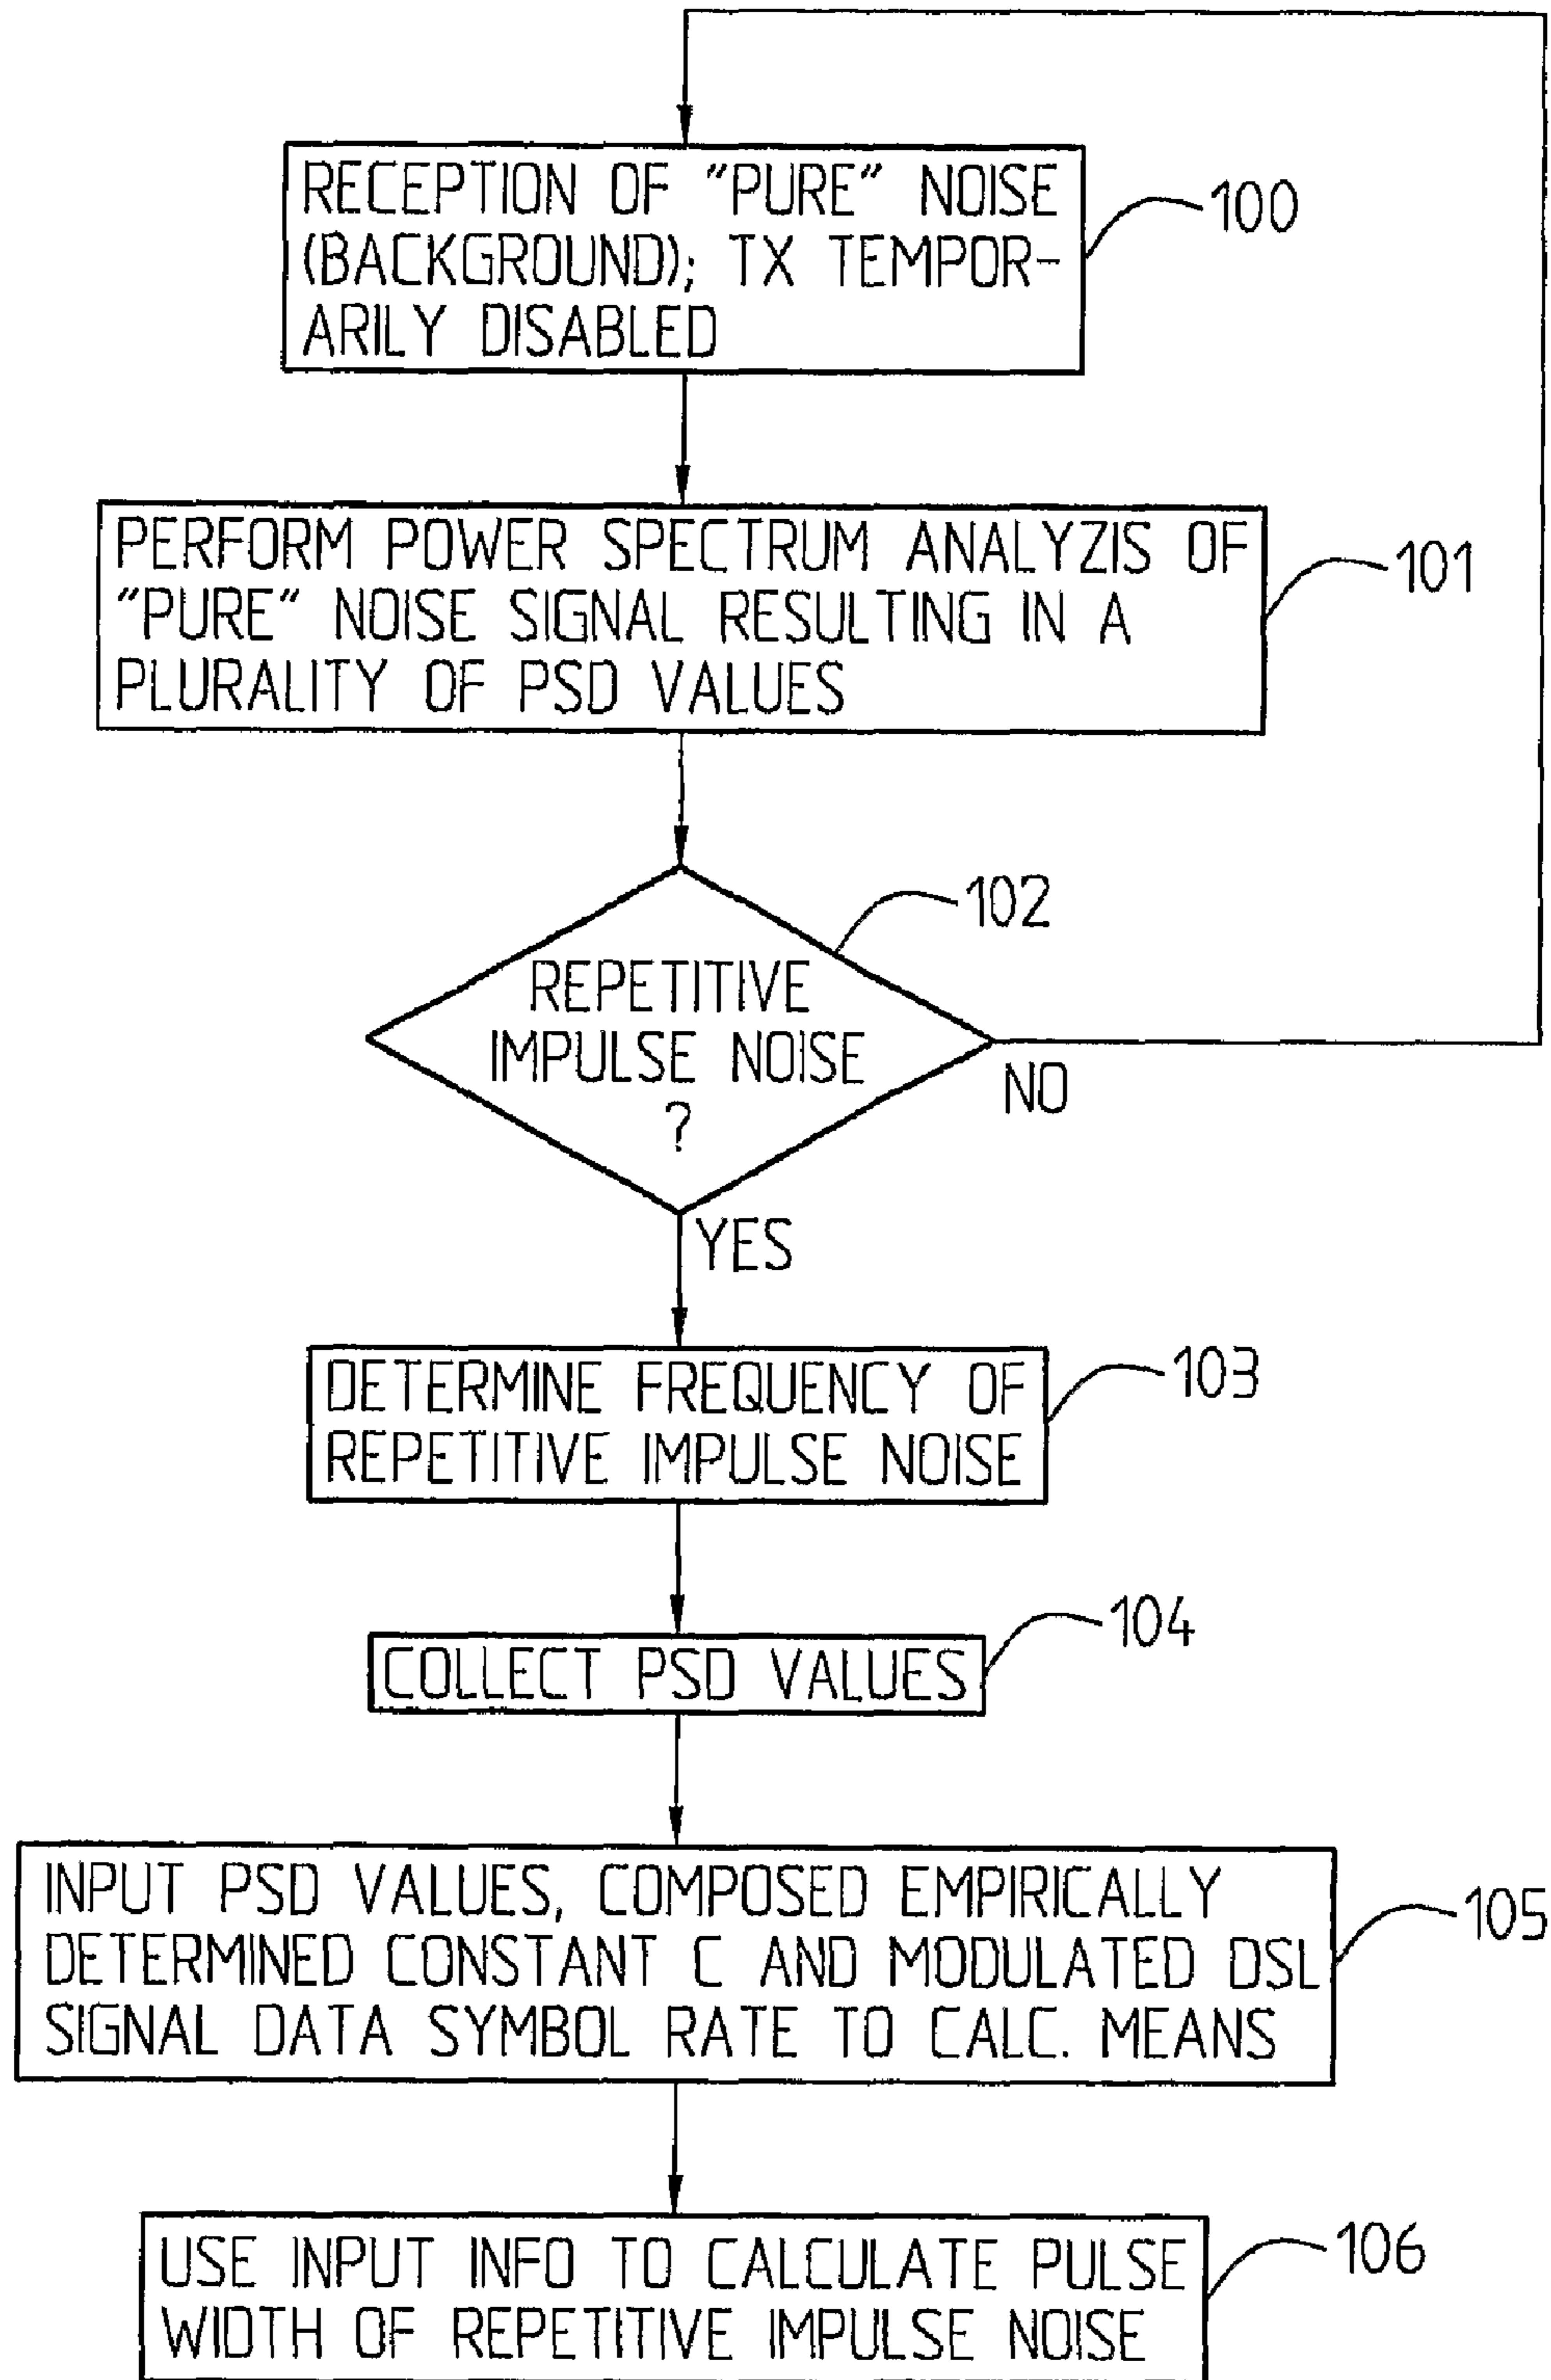 RECEPTION OF "PURE" NOISE
(BACKGROUND); TX TEMPOR-
ARILY DISABLED
100
PERFORM POWER SPECTRUM ANALYZIS OF
"PURE" NOISE SIGNAL RESULTING IN A
PLURALITY OF PSD VALUES
101
102
REPETITIVE
IMPULSE NOISE
?
NO
YES
DETERMINE FREQUENCY OF
REPETITIVE IMPULSE NOISE
103
COLLECT PSD VALUES
104
INPUT PSD VALUES, COMPOSED EMPIRICALLY
DETERMINED CONSTANT C AND MODULATED DSL
SIGNAL DATA SYMBOL RATE TO CALC. MEANS
105
USE INPUT INFO TO CALCULATE PULSE
WIDTH OF REPETITIVE IMPULSE NOISE
106